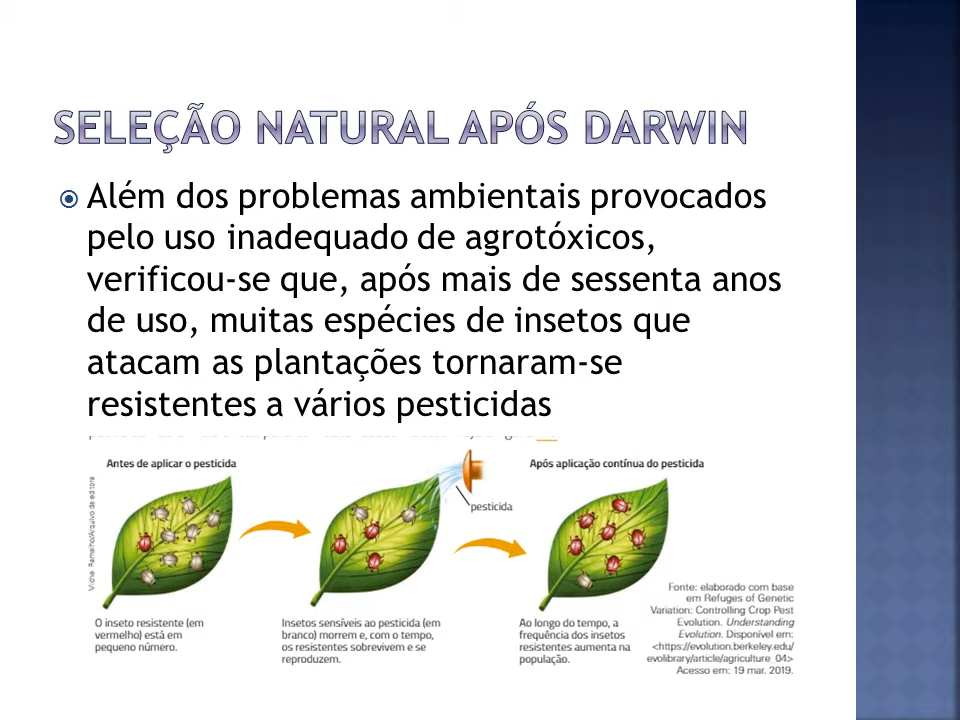 SELEÇÃO NATURAL APÓS DARWIN
Além dos problemas ambientais provocados
pelo uso inadequado de agrotóxicos,
verificou-se que, após mais de sessenta anos
de uso, muitas espécies de insetos que
atacam as plantações tornaram-se
resistentes a vários pesticidas
Antes de aplicar o pesticida
Após aplicação contínua do pesticida
pesticida
Ramalho/Arquivo da editora
O inseto resistente (em
vermelho) está em
pequeno número.
Insetos sensíveis ao pesticida (em
branco) morrem e, com o tempo,
os resistentes sobrevivem e se
reproduzem.
Ao longo do tempo, a
frequência dos insetos
resistentes aumenta na
população.
Fonte: elaborado com base
em Refuges of Genetic
Variation: Controlling Crop Pest
Evolution. Understanding
Evolution. Disponível em:
<https://evolution.berkeley.edu/
evolibrary/article/agriculture_04>
Acesso em: 19 mar. 2019.